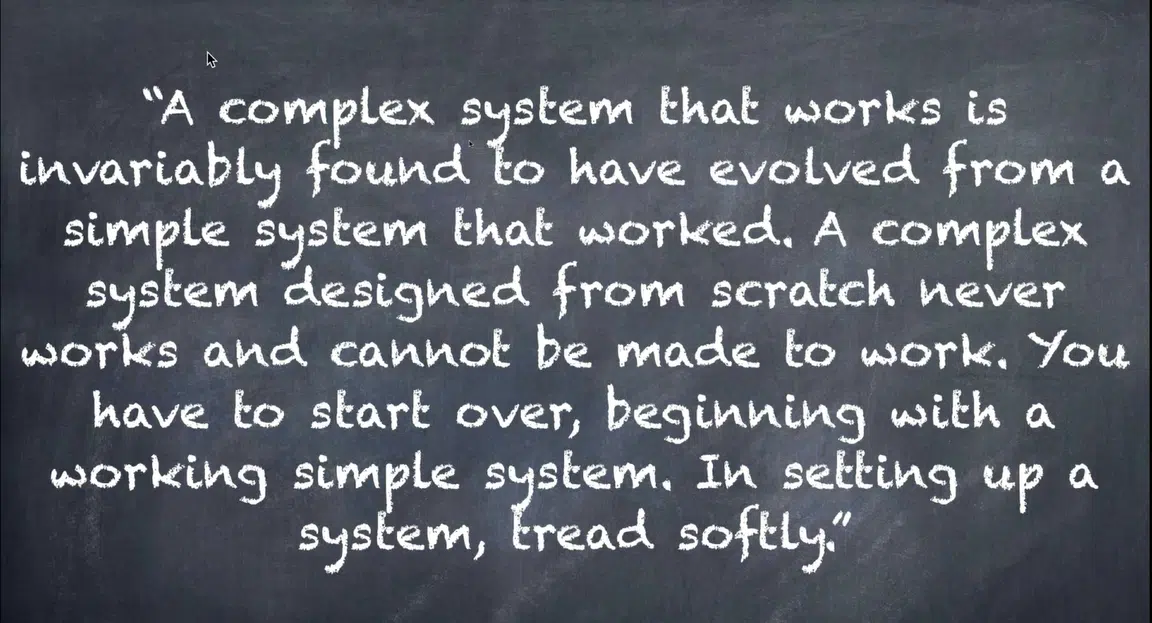 “A complex system that works is
invariably found to have evolved from a
simple system that worked. A complex
system designed from scratch never
works and cannot be made to work. You
have to start over, beginning with a
working simple system. In setting up a
system, tread softly.”